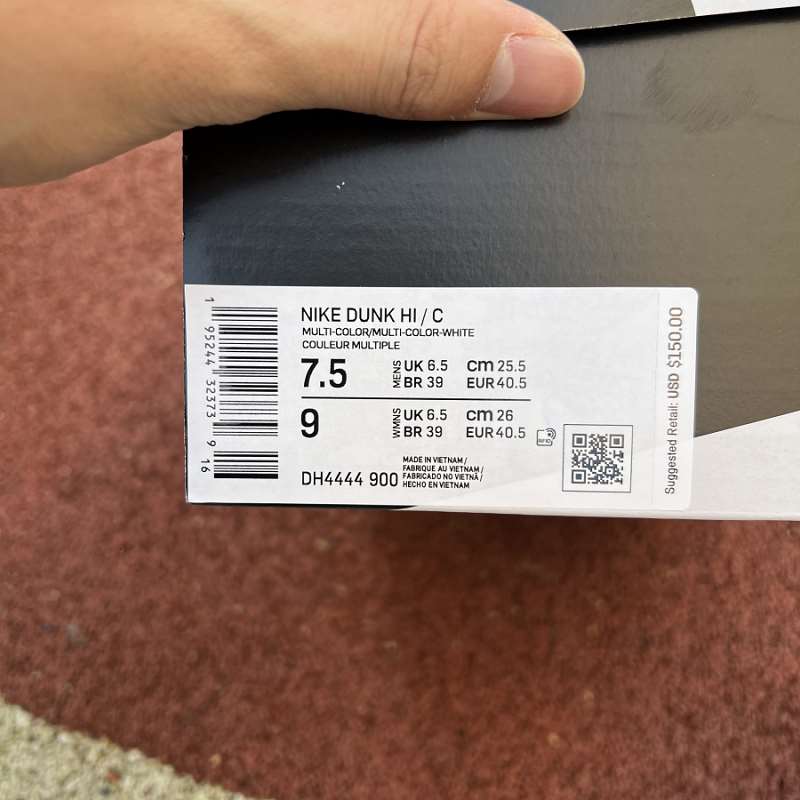 NIKE DUNK HI / C
MULTI-COLOR/MULTI-COLOR-WHITE
COULEUR MULTIPLE
7.5 MENS UK 6.5 cm 25.5
BR 39 EUR 40.5
9 WMNS UK 6.5 cm 26
BR 39 EUR 40.5
RFID
DH4444 900
MADE IN VIETNAM /
FABRIQUE AU VIETNAM /
FABRICADO NO VIETNÃ /
HECHO EN VIETNAM
1 95244 32373 9 16
Suggested Retail: USD $150.00